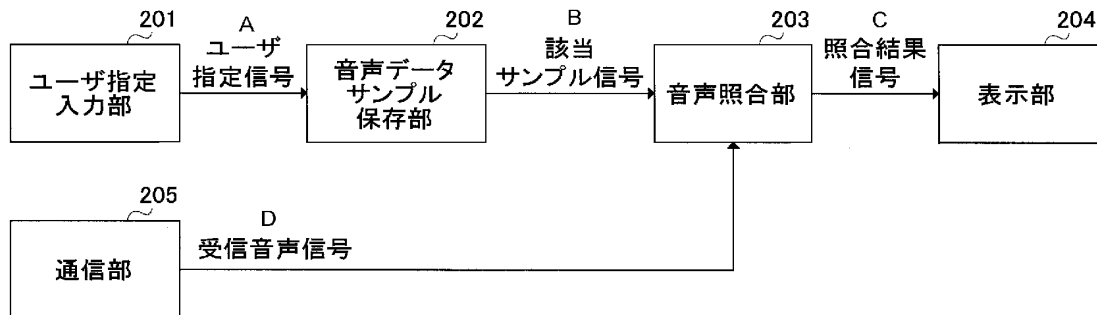 201
ユーザ指定
入力部
A
ユーザ
指定信号
202
音声データ
サンプル
保存部
B
該当
サンプル信号
203
音声照合部
C
照合結果
信号
204
表示部
205
通信部
D
受信音声信号